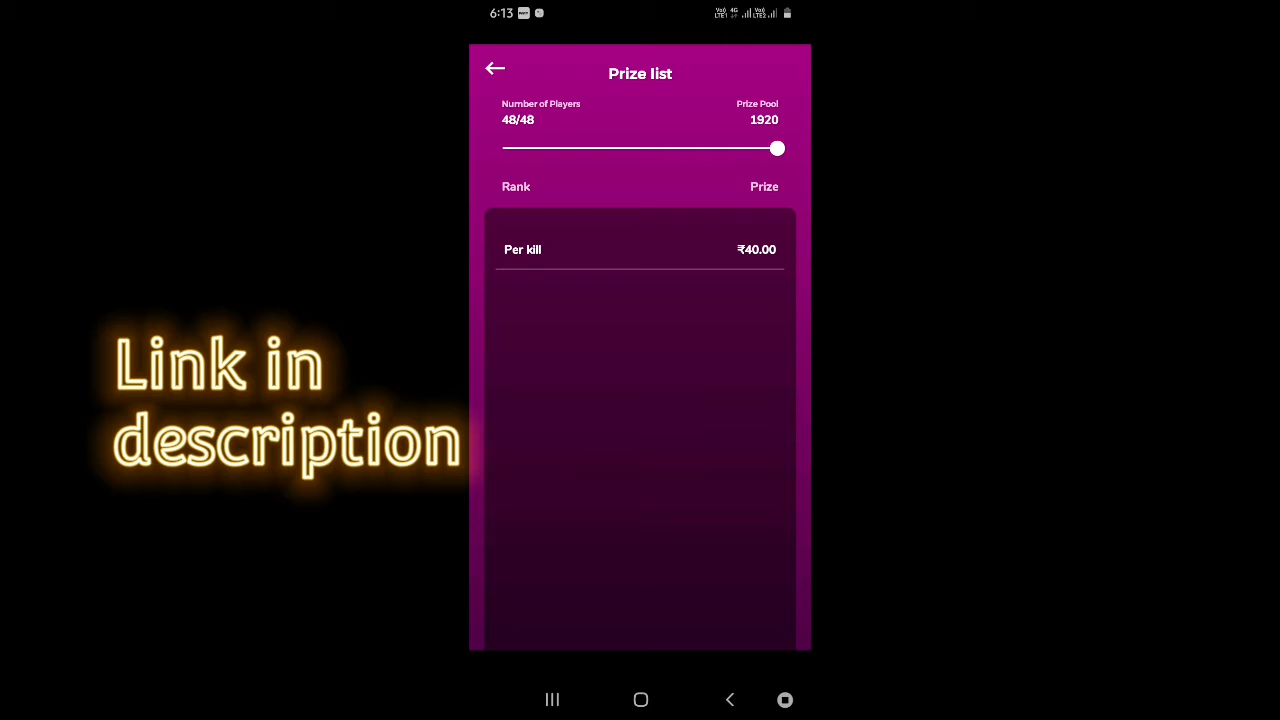 6:13
Prize list
Number of Players
Prize Pool
48/48
1920
Rank
Prize
Per kill
₹40.00
Link in
description